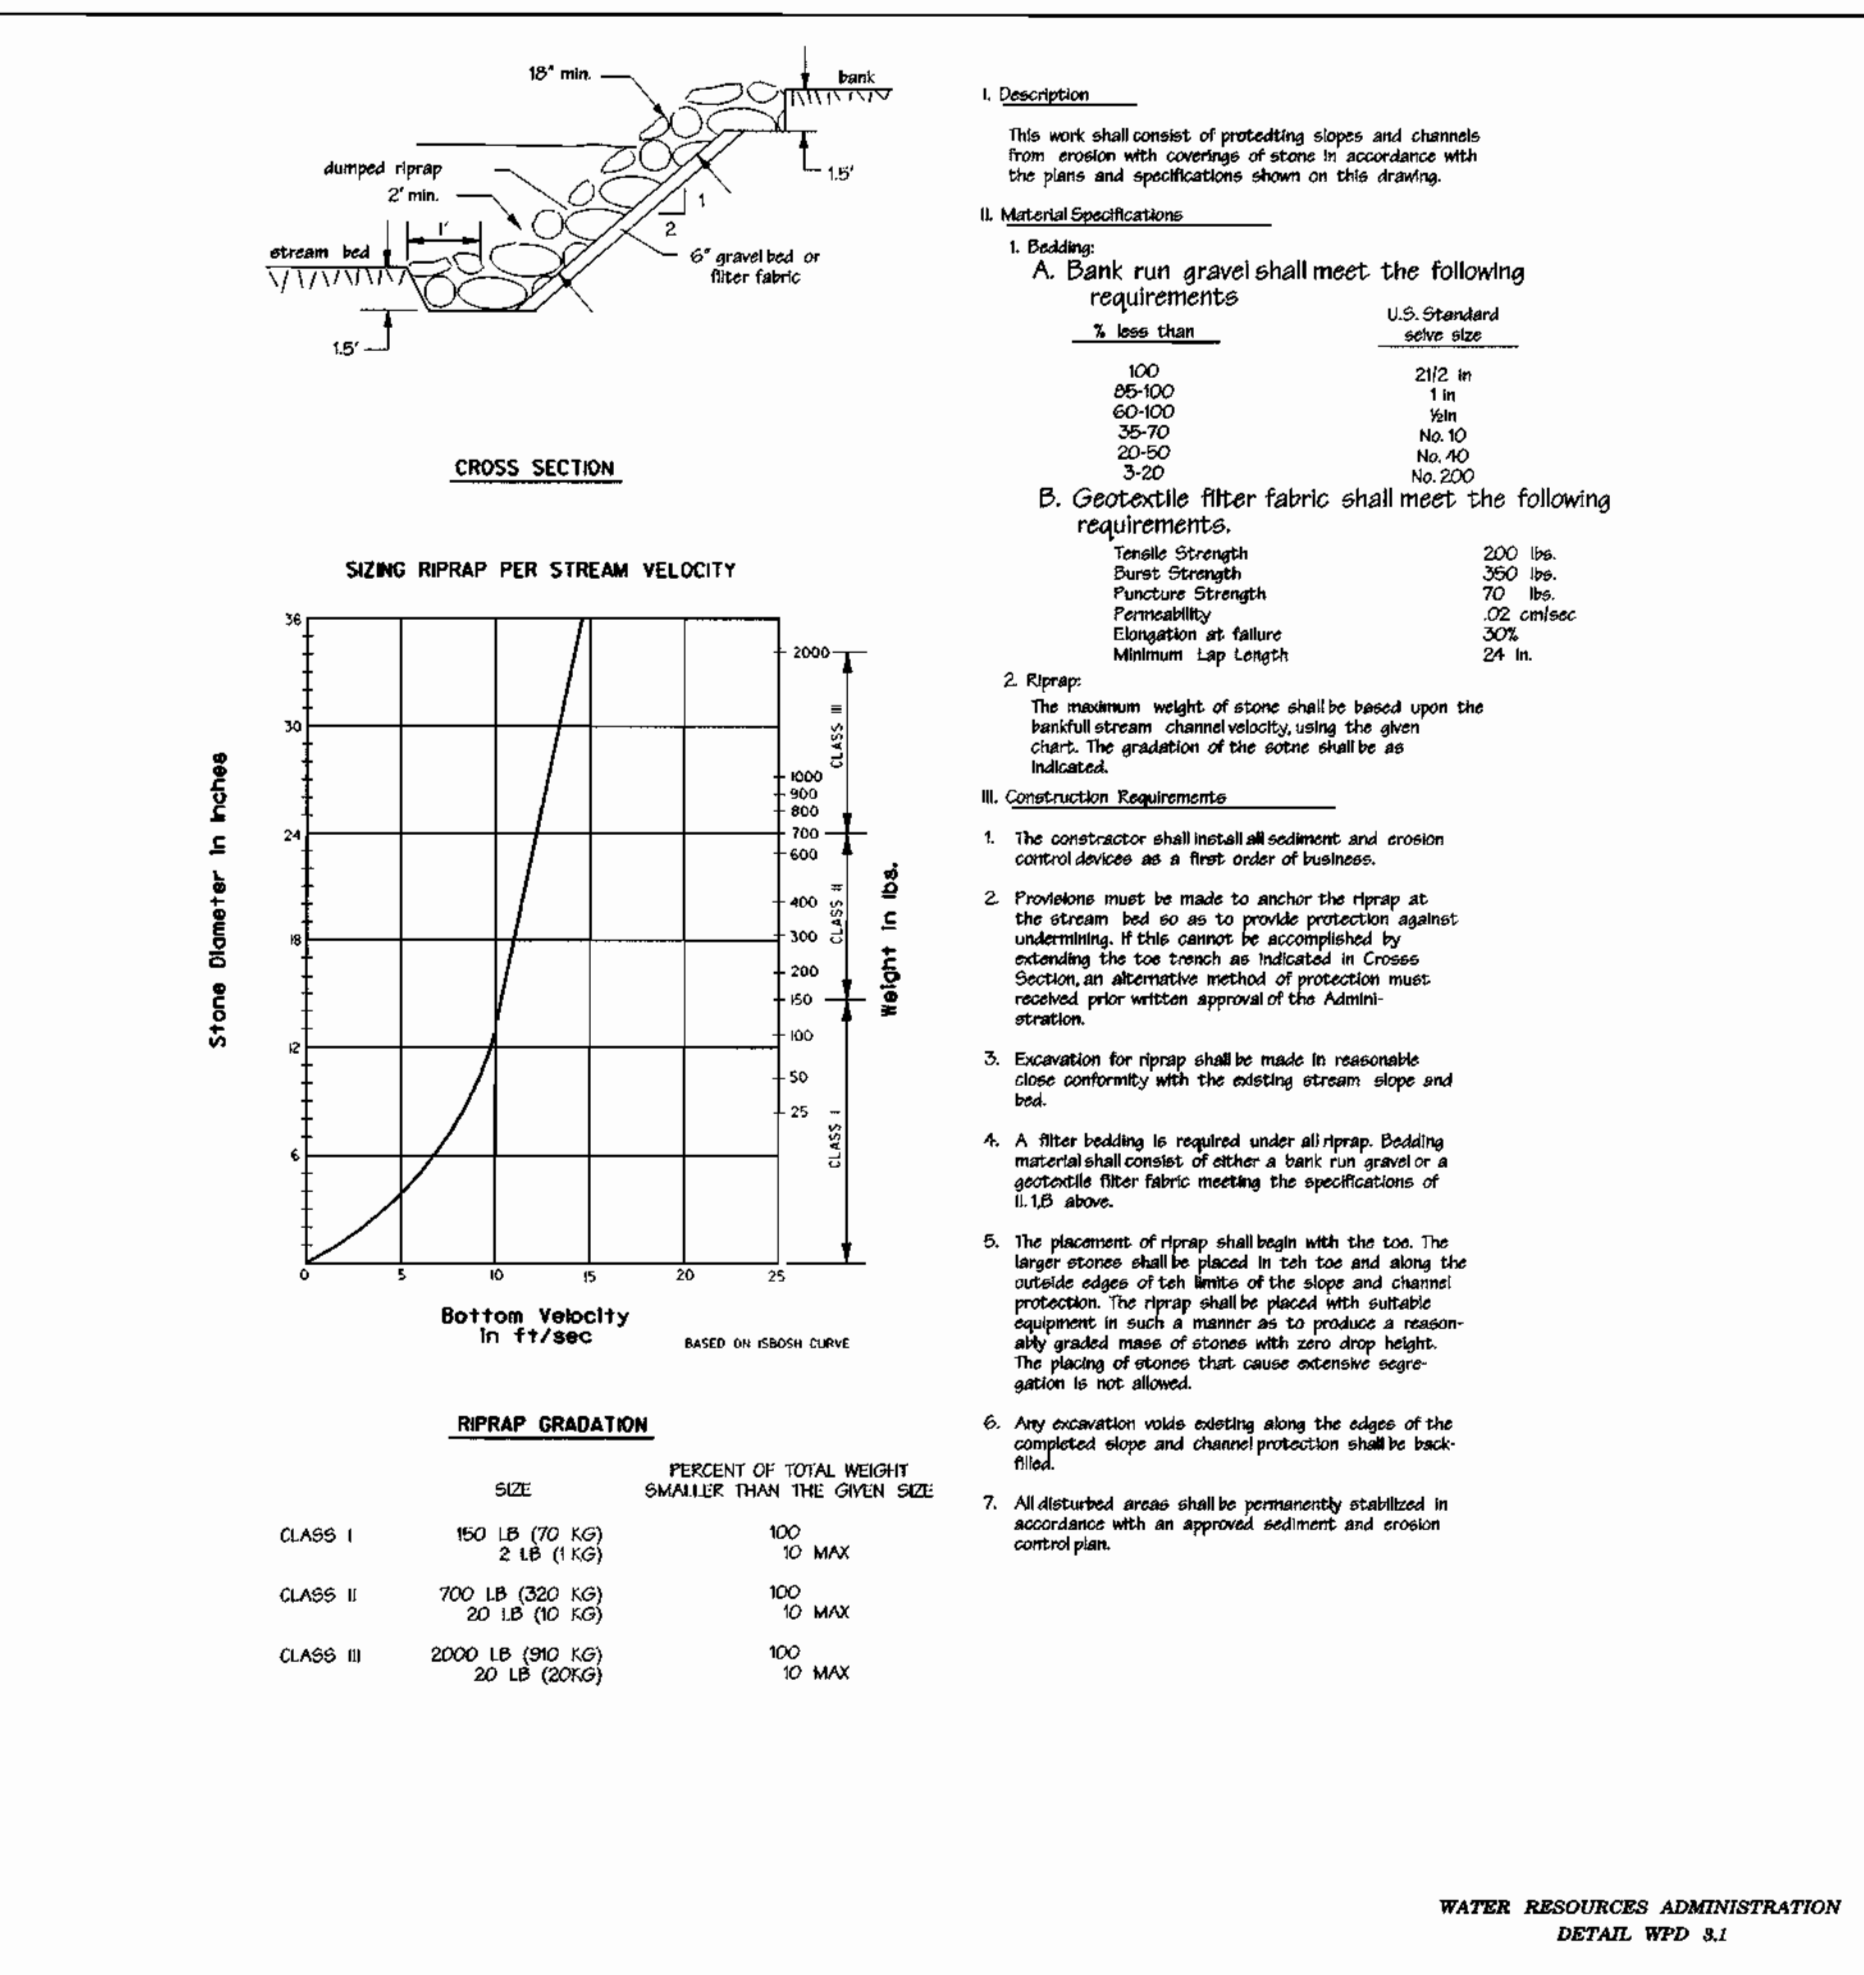 18" min.
bank
dumped riprap
1.5'
2' min.
1
1'
2
stream bed
6" gravel bed or
filter fabric
1.5'
CROSS SECTION
SIZING RIPRAP PER STREAM VELOCITY
36
30
24
18
12
6
Stone Diameter in inches
2000
1000
900
800
700
600
400
300
200
150
100
50
25
CLASS III
CLASS II
CLASS I
Weight in lbs.
0 5 10 15 20 25
Bottom Velocity
in ft/sec
BASED ON ISBOSH CURVE
RIPRAP GRADATION
PERCENT OF TOTAL WEIGHT
SIZE SMALLER THAN THE GIVEN SIZE
CLASS I 150 LB (70 KG) 100
2 LB (1 KG) 10 MAX
CLASS II 700 LB (320 KG) 100
20 LB (10 KG) 10 MAX
CLASS III 2000 LB (910 KG) 100
20 LB (20KG) 10 MAX
I. Description
This work shall consist of protedting slopes and channels
from erosion with coverings of stone in accordance with
the plans and specifications shown on this drawing.
II. Material Specifications
1. Bedding:
A. Bank run gravel shall meet the following
requirements
U.S. Standard
% less than seive size
100 21/2 in
85-100 1 in
60-100 ½in
35-70 No. 10
20-50 No. 40
3-20 No. 200
B. Geotextile filter fabric shall meet the following
requirements.
Tensile Strength 200 lbs.
Burst Strength 350 lbs.
Puncture Strength 70 lbs.
Permeability .02 cm/sec
Elongation at failure 30%
Minimum Lap Length 24 in.
2. Riprap:
The maximum weight of stone shall be based upon the
bankfull stream channel velocity, using the given
chart. The gradation of the sotne shall be as
indicated.
III. Construction Requirements
1. The constractor shall install all sediment and erosion
control devices as a first order of business.
2. Provisions must be made to anchor the riprap at
the stream bed so as to provide protection against
undermining. If this cannot be accomplished by
extending the toe trench as indicated in Crosss
Section, an alternative method of protection must
received prior written approval of the Admini-
stration.
3. Excavation for riprap shall be made in reasonable
close conformity with the existing stream slope and
bed.
4. A filter bedding is required under all riprap. Bedding
material shall consist of either a bank run gravel or a
geotextile filter fabric meeting the specifications of
II. 1,B above.
5. The placement of riprap shall begin with the toe. The
larger stones shall be placed in teh toe and along the
outside edges of teh limits of the slope and channel
protection. The riprap shall be placed with suitable
equipment in such a manner as to produce a reason-
ably graded mass of stones with zero drop height.
The placing of stones that cause extensive segre-
gation is not allowed.
6. Any excavation voids existing along the edges of the
completed slope and channel protection shall be back-
filled.
7. All disturbed areas shall be permanently stabilized in
accordance with an approved sediment and erosion
control plan.
WATER RESOURCES ADMINISTRATION
DETAIL WPD 3.1